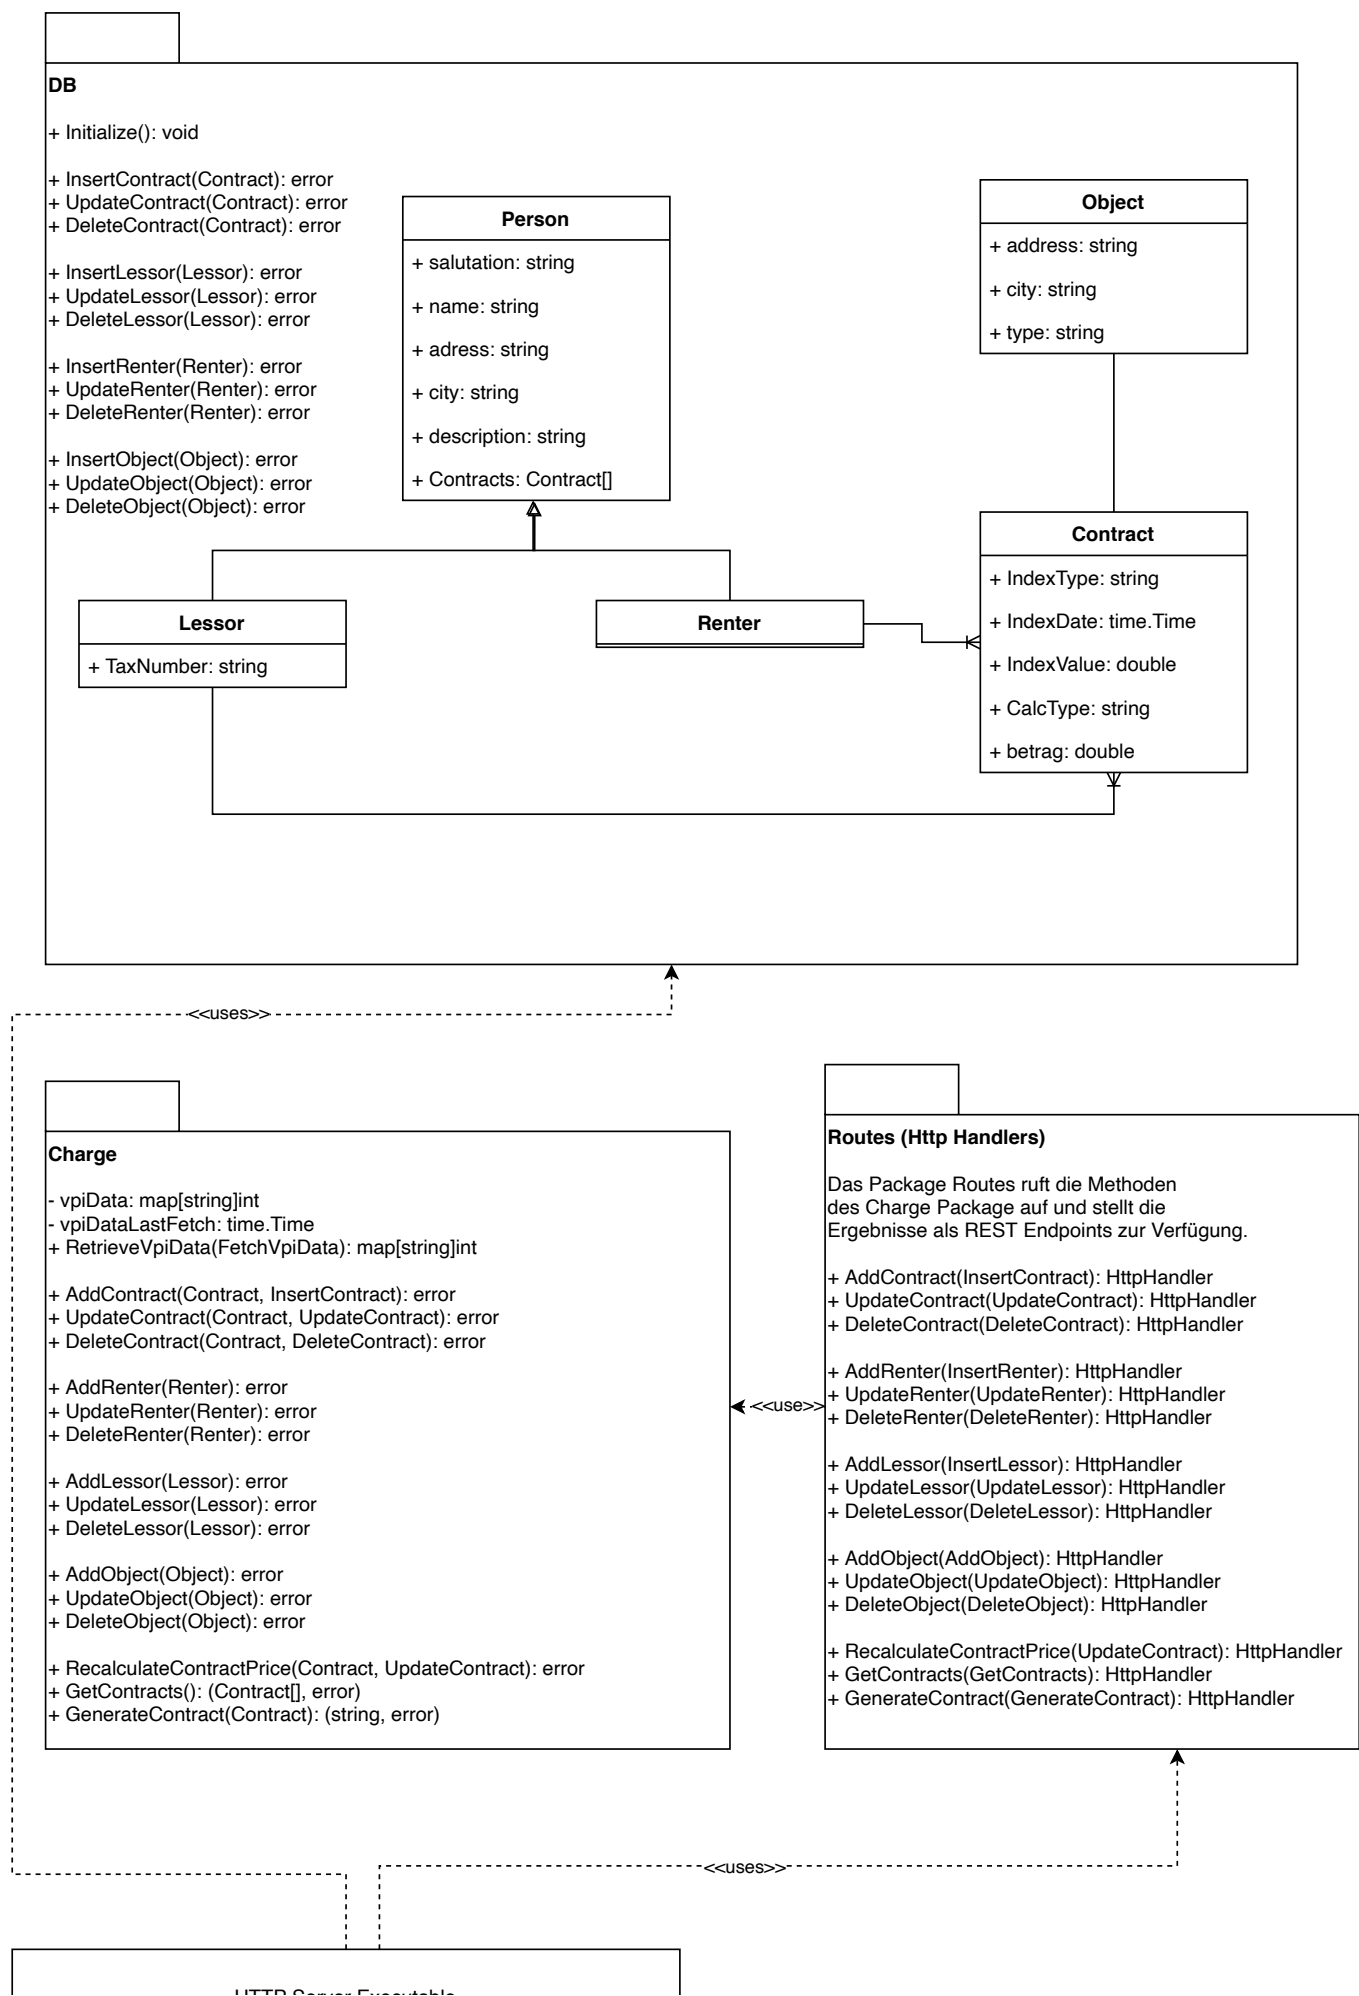 DB
+ Initialize(): void
+ InsertContract(Contract): error
+ UpdateContract(Contract): error
+ DeleteContract(Contract): error
+ InsertLessor(Lessor): error
+ UpdateLessor(Lessor): error
+ DeleteLessor(Lessor): error
+ InsertRenter(Renter): error
+ UpdateRenter(Renter): error
+ DeleteRenter(Renter): error
+ InsertObject(Object): error
+ UpdateObject(Object): error
+ DeleteObject(Object): error
Person
+ salutation: string
+ name: string
+ adress: string
+ city: string
+ description: string
+ Contracts: Contract[]
Object
+ address: string
+ city: string
+ type: string
Lessor
+ TaxNumber: string
Renter
Contract
+ IndexType: string
+ IndexDate: time.Time
+ IndexValue: double
+ CalcType: string
+ betrag: double
<<uses>>
Charge
- vpiData: map[string]int
- vpiDataLastFetch: time.Time
+ RetrieveVpiData(FetchVpiData): map[string]int
+ AddContract(Contract, InsertContract): error
+ UpdateContract(Contract, UpdateContract): error
+ DeleteContract(Contract, DeleteContract): error
+ AddRenter(Renter): error
+ UpdateRenter(Renter): error
+ DeleteRenter(Renter): error
+ AddLessor(Lessor): error
+ UpdateLessor(Lessor): error
+ DeleteLessor(Lessor): error
+ AddObject(Object): error
+ UpdateObject(Object): error
+ DeleteObject(Object): error
+ RecalculateContractPrice(Contract, UpdateContract): error
+ GetContracts(): (Contract[], error)
+ GenerateContract(Contract): (string, error)
<<use>>
Routes (Http Handlers)
Das Package Routes ruft die Methoden
des Charge Package auf und stellt die
Ergebnisse als REST Endpoints zur Verfügung.
+ AddContract(InsertContract): HttpHandler
+ UpdateContract(UpdateContract): HttpHandler
+ DeleteContract(DeleteContract): HttpHandler
+ AddRenter(InsertRenter): HttpHandler
+ UpdateRenter(UpdateRenter): HttpHandler
+ DeleteRenter(DeleteRenter): HttpHandler
+ AddLessor(InsertLessor): HttpHandler
+ UpdateLessor(UpdateLessor): HttpHandler
+ DeleteLessor(DeleteLessor): HttpHandler
+ AddObject(AddObject): HttpHandler
+ UpdateObject(UpdateObject): HttpHandler
+ DeleteObject(DeleteObject): HttpHandler
+ RecalculateContractPrice(UpdateContract): HttpHandler
+ GetContracts(GetContracts): HttpHandler
+ GenerateContract(GenerateContract): HttpHandler
<<uses>>
HTTP Server Executable